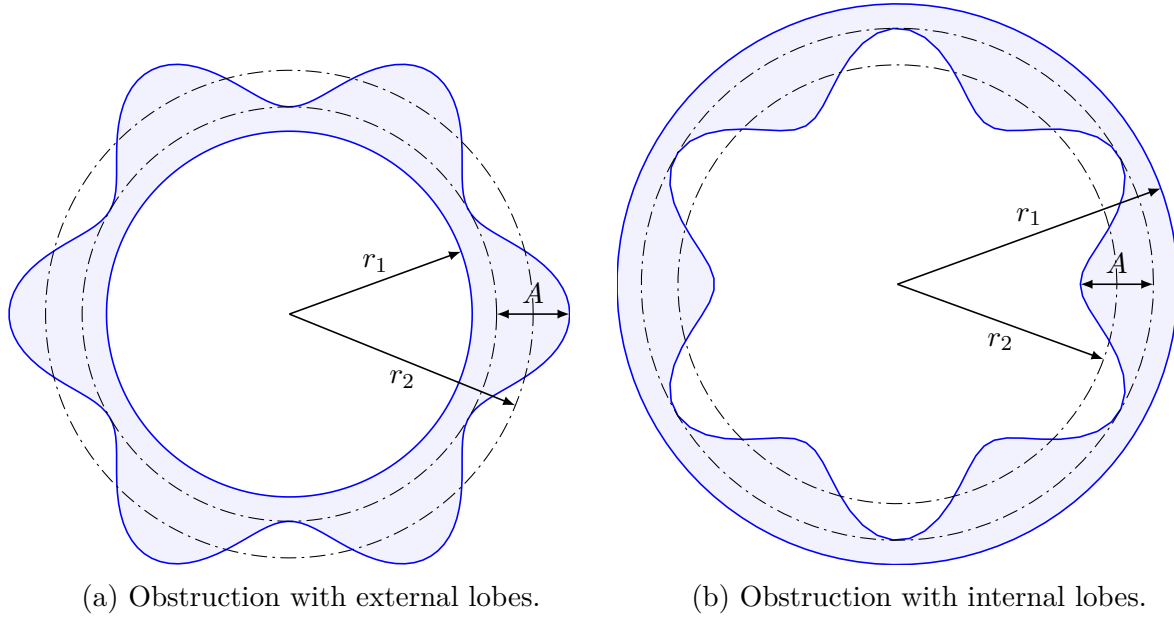 r₁
A
r₂
r₁
A
r₂
(a) Obstruction with external lobes.
(b) Obstruction with internal lobes.